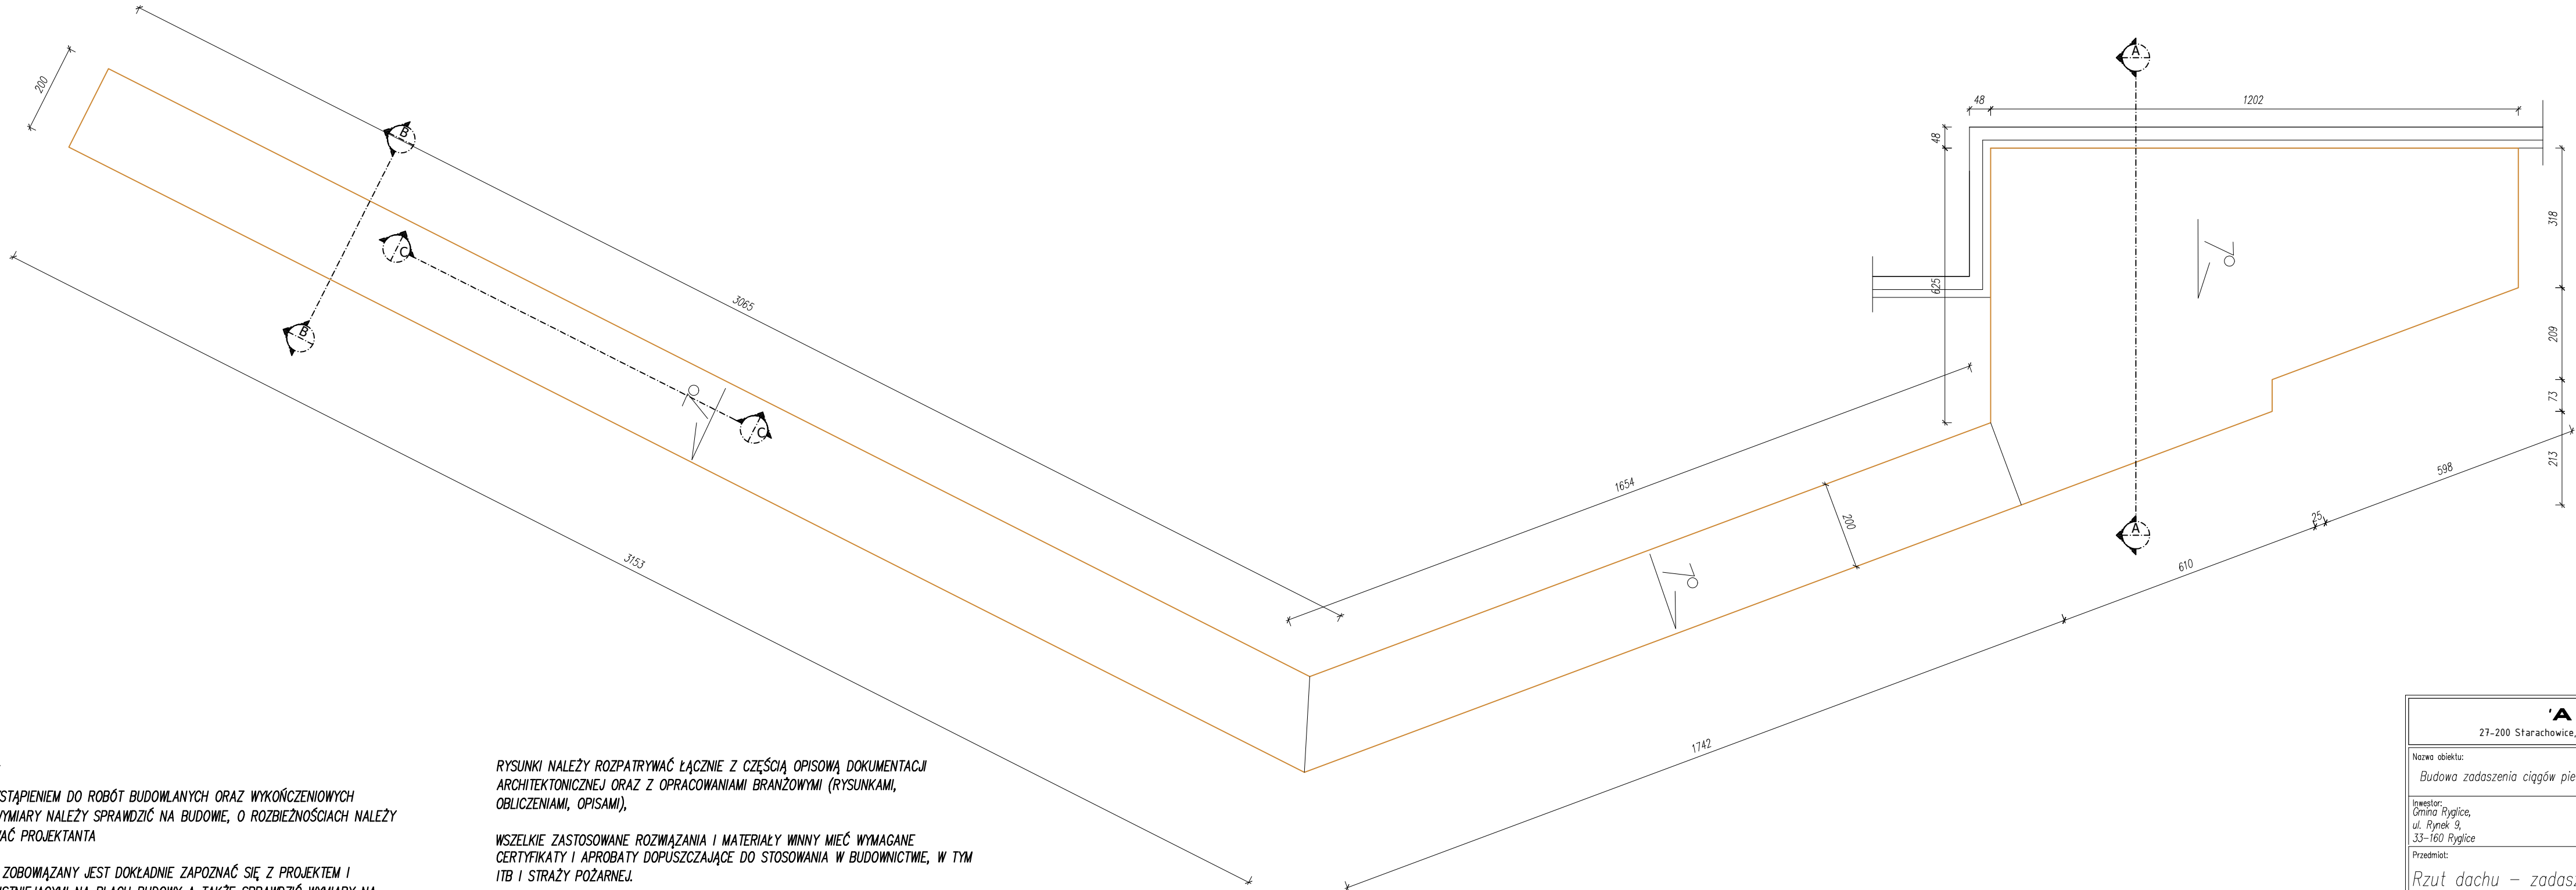 200
3065
3153
B
B
C
C
48
1202
48
625
A
A
318
209
73
213
598
25
610
1742
1654
200
STĄPIENIEM DO ROBÓT BUDOWLANYCH ORAZ WYKOŃCZENIOWYCH
WYMIARY NALEŻY SPRAWDZIĆ NA BUDOWIE, O ROZBIEŻNOŚCIACH NALEŻY
WAĆ PROJEKTANTA
ZOBOWIĄZANY JEST DOKŁADNIE ZAPOZNAĆ SIĘ Z PROJEKTEM I
RYSUNKI NALEŻY ROZPATRYWAĆ ŁĄCZNIE Z CZĘŚCIĄ OPISOWĄ DOKUMENTACJI
ARCHITEKTONICZNEJ ORAZ Z OPRACOWANIAMI BRANŻOWYMI (RYSUNKAMI,
OBLICZENIAMI, OPISAMI),
WSZELKIE ZASTOSOWANE ROZWIĄZANIA I MATERIAŁY WINNY MIEĆ WYMAGANE
CERTYFIKATY I APROBATY DOPUSZCZAJĄCE DO STOSOWANIA W BUDOWNICTWIE, W TYM
ITB I STRAŻY POŻARNEJ.
'A
27-200 Starachowice,
Nazwa obiektu:
Budowa zadaszenia ciągów pie
Inwestor:
Gmina Ryglice,
ul. Rynek 9,
33-160 Ryglice
Przedmiot:
Rzut dachu – zadasz